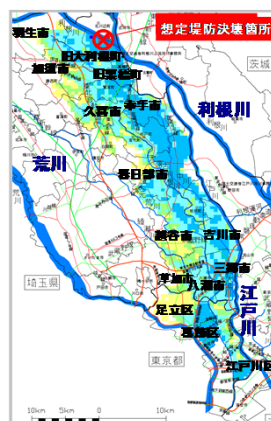 想定堤防決壊箇所
羽生市
茨城
旧大利根町
加須市
旧栗橋町
幸手市
久喜市
利根川
荒川
春日部市
越谷市
吉川市
三郷市
埼玉県
草加市
八潮市
江戸川
足立区
葛飾区
東京都
江戸川区
10km 5km 0 10km